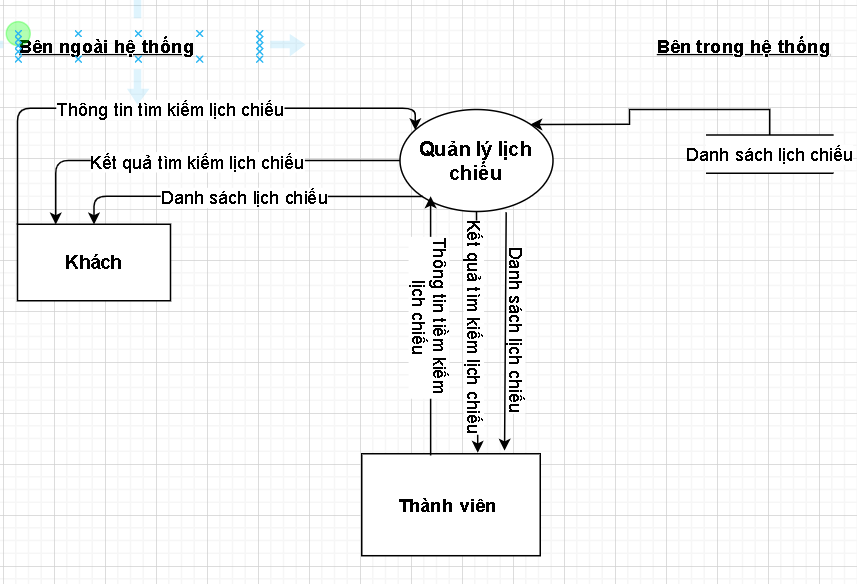 Bên ngoài hệ thống
Bên trong hệ thống
Thông tin tìm kiếm lịch chiếu
Quản lý lịch
chiếu
Danh sách lịch chiếu
Kết quả tìm kiếm lịch chiếu
Danh sách lịch chiếu
Khách
Thông tin tiềm kiếm
lịch chiếu
Kết quả tìm kiếm lịch chiếu
Danh sách lịch chiếu
Thành viên